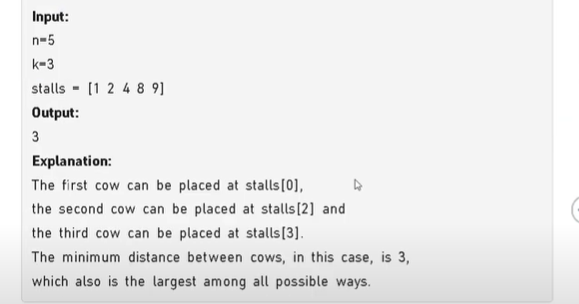 Input:
n=5
k=3
stalls = [1 2 4 8 9]
Output:
3
Explanation:
The first cow can be placed at stalls[0],
the second cow can be placed at stalls[2] and
the third cow can be placed at stalls[3].
The minimum distance between cows, in this case, is 3,
which also is the largest among all possible ways.